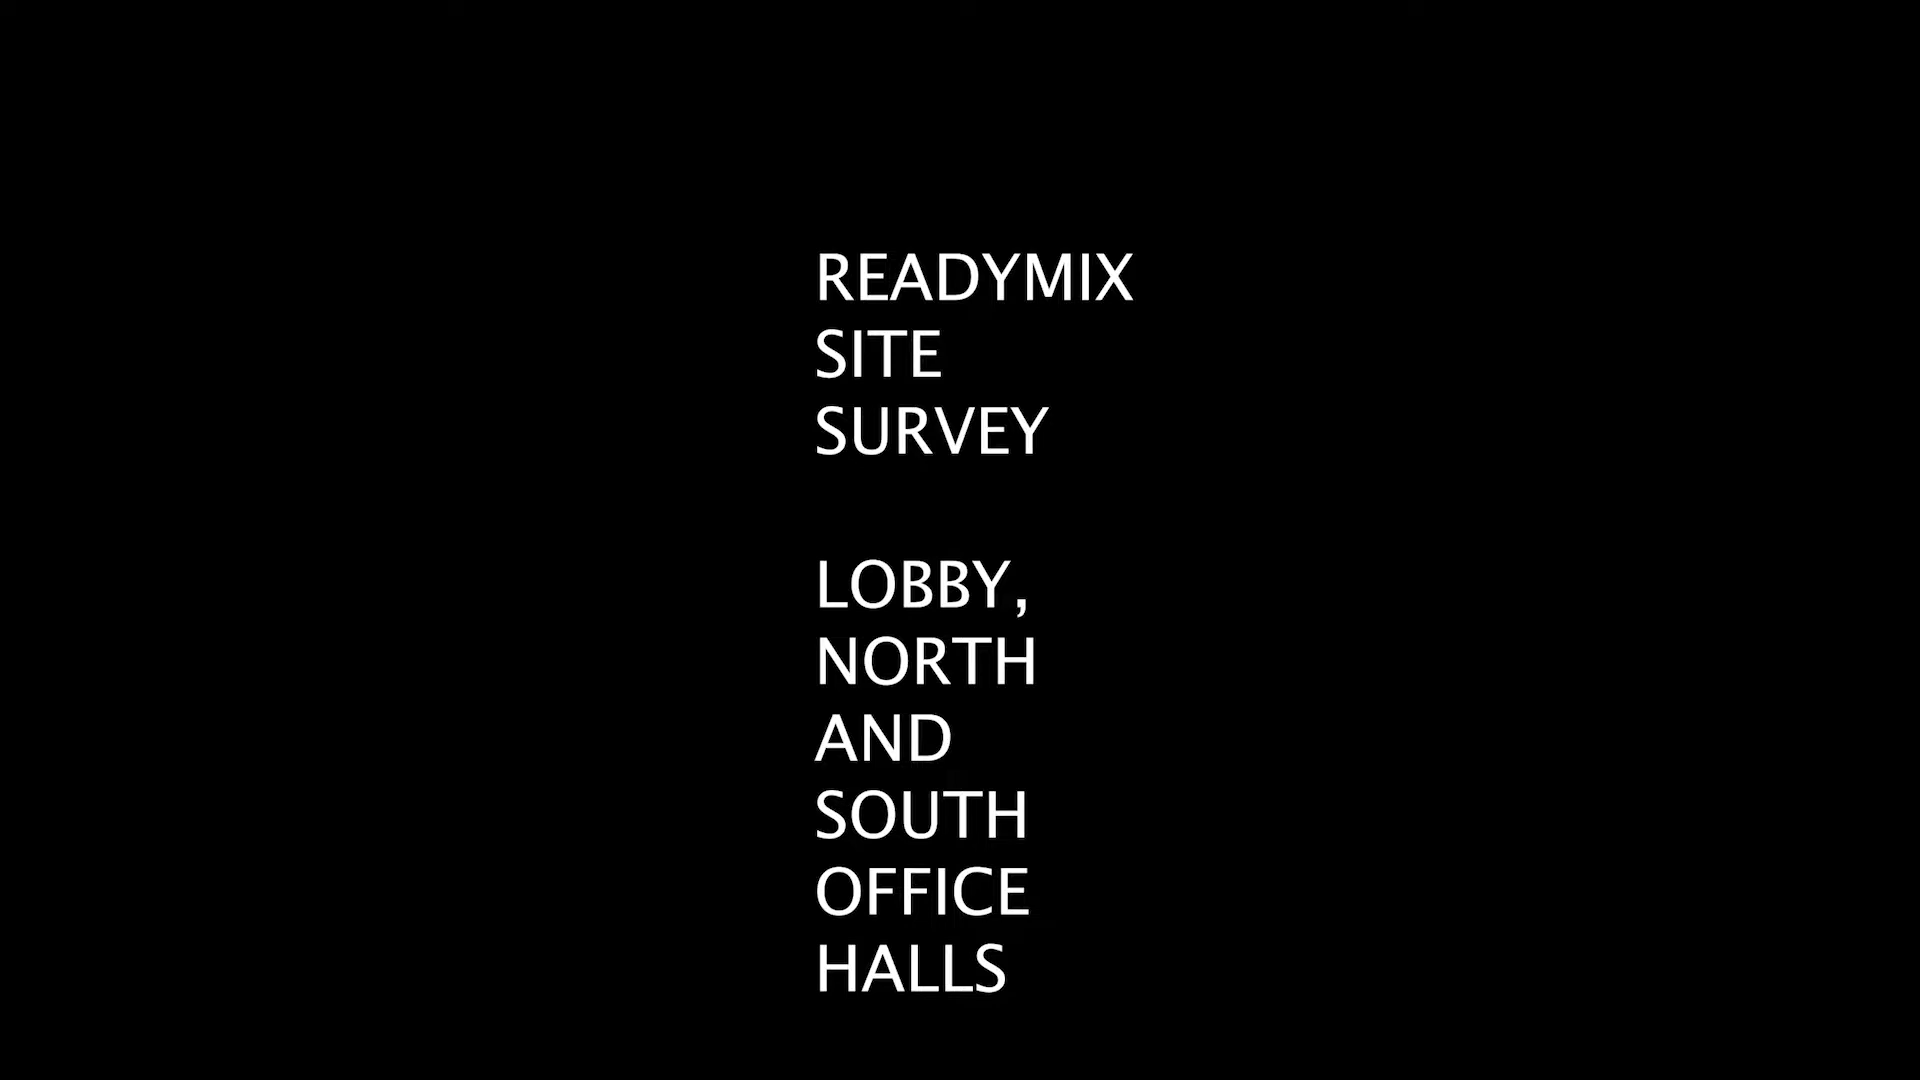 READYMIX
SITE
SURVEY
LOBBY,
NORTH
AND
SOUTH
OFFICE
HALLS